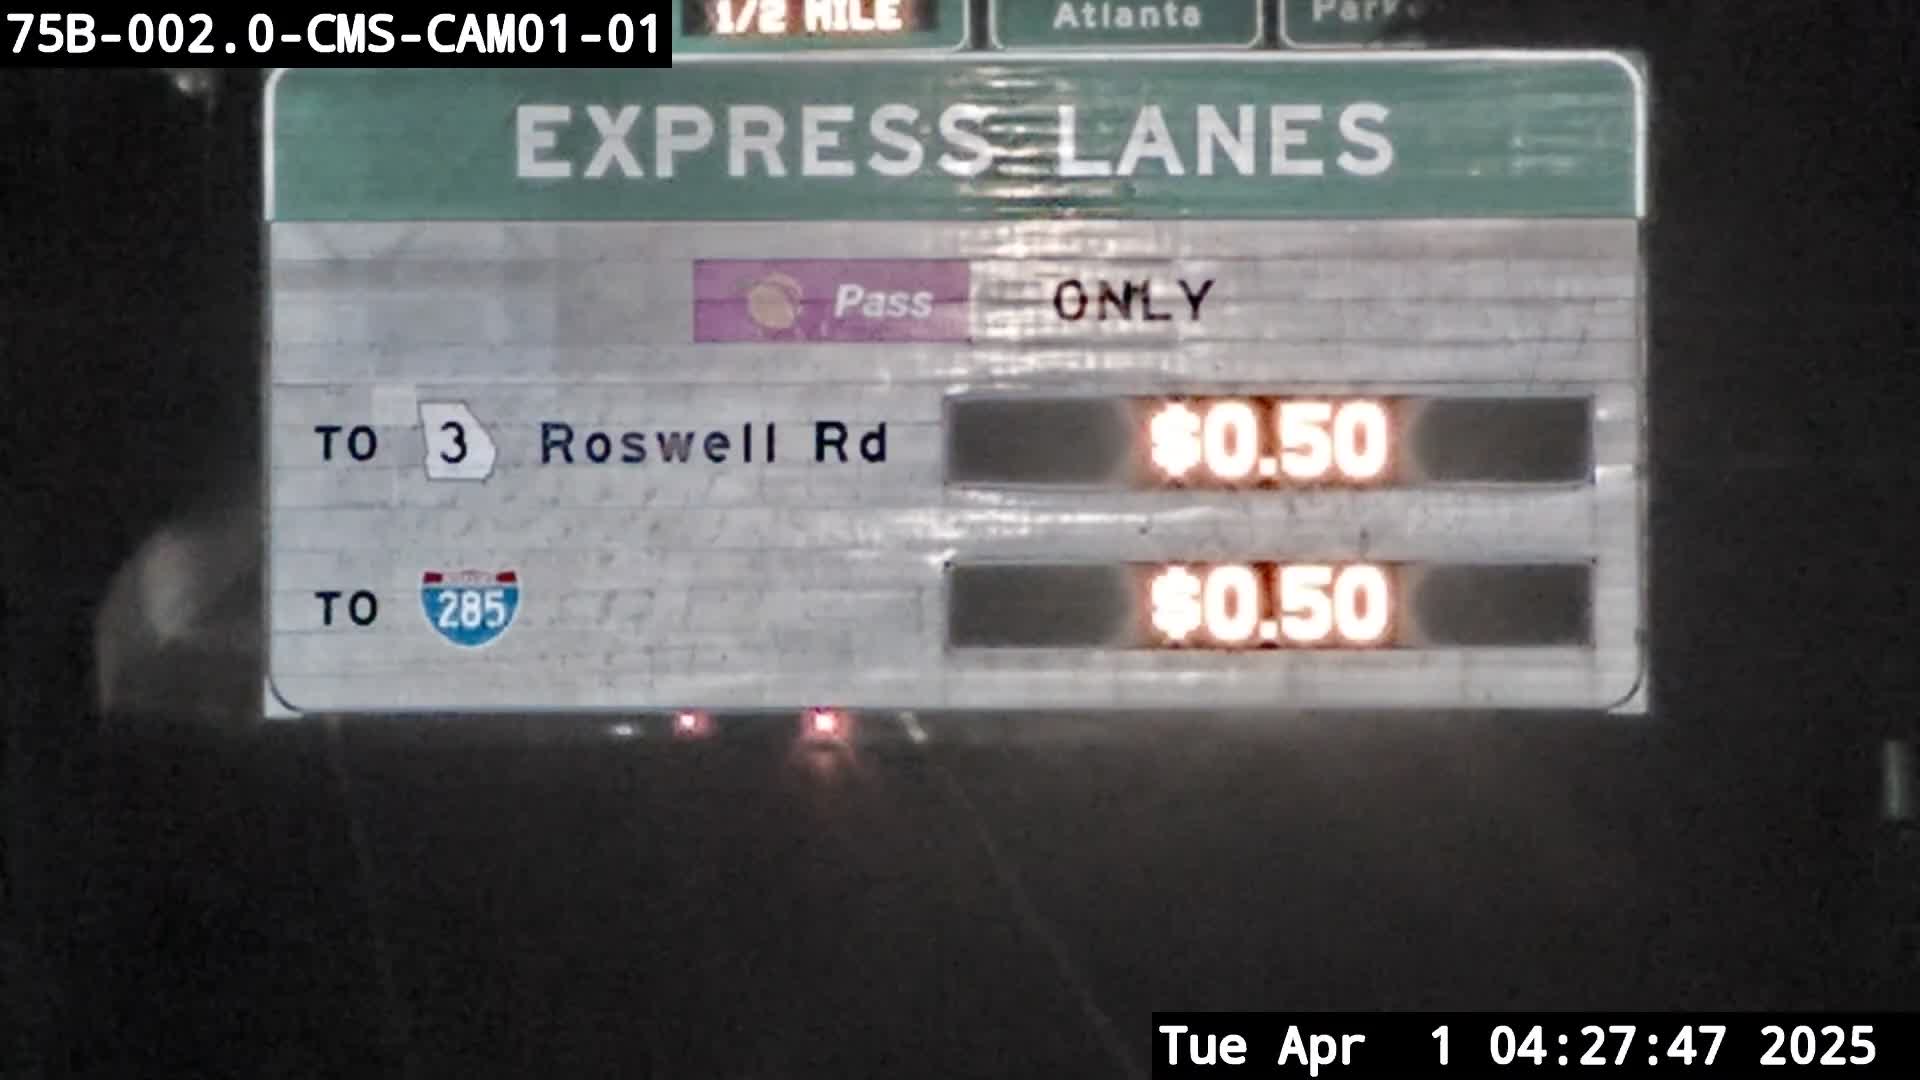 75B-002.0-CMS-CAM01-01
1/2 MILE
Atlanta
EXPRESS LANES
Pass ONLY
TO 3 Roswell Rd $0.50
TO 285 $0.50
Tue Apr 1 04:27:47 2025